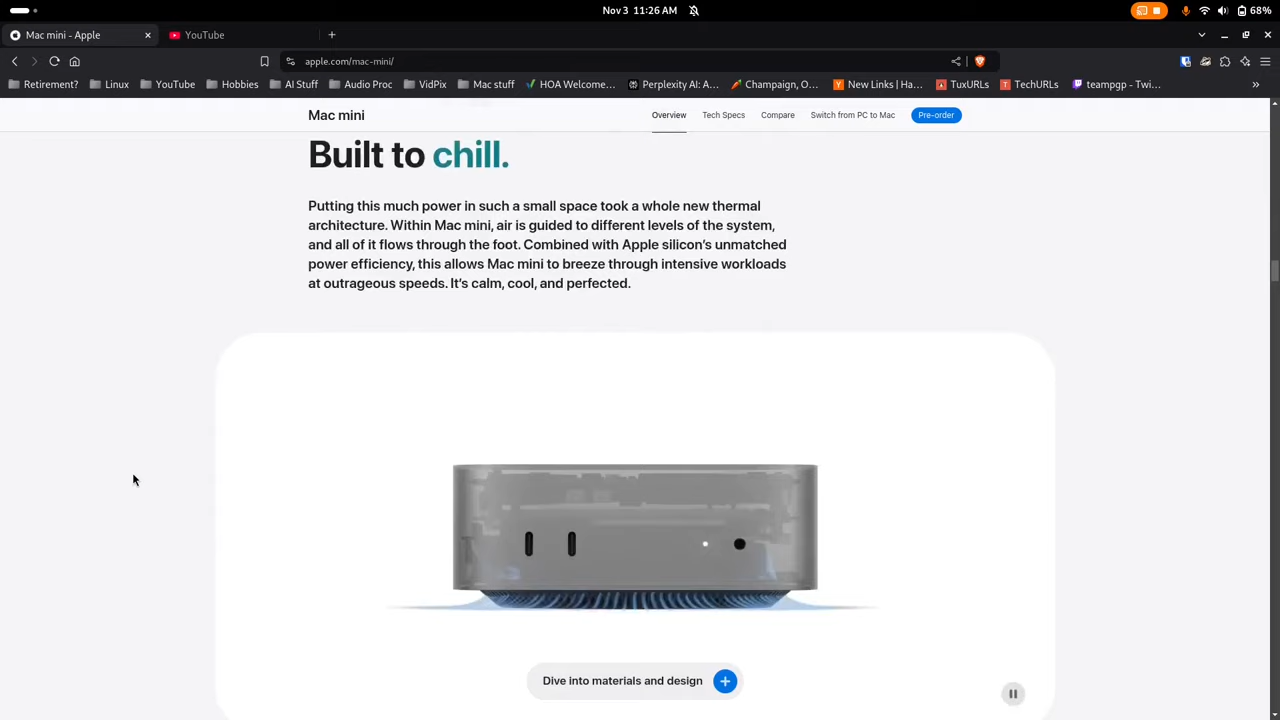 Nov 3 11:26 AM
68%
Mac mini - Apple
YouTube
apple.com/mac-mini/
Retirement?
Linux
YouTube
Hobbies
AI Stuff
Audio Proc
VidPix
Mac stuff
HOA Welcome...
Perplexity AI: A...
Champaign, O...
New Links | Ha...
TuxURLs
TechURLs
teampgp - Twi...
Mac mini
Overview
Tech Specs
Compare
Switch from PC to Mac
Pre-order
Built to chill.
Putting this much power in such a small space took a whole new thermal
architecture. Within Mac mini, air is guided to different levels of the system,
and all of it flows through the foot. Combined with Apple silicon's unmatched
power efficiency, this allows Mac mini to breeze through intensive workloads
at outrageous speeds. It's calm, cool, and perfected.
Dive into materials and design